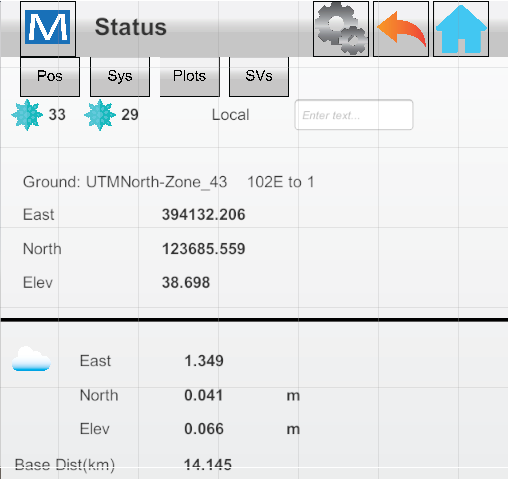 M Status
Pos Sys Plots SVs
33 29 Local Enter text...
Ground: UTMNorth-Zone_43 102E to 1
East 394132.206
North 123685.559
Elev 38.698
East 1.349
North 0.041 m
Elev 0.066 m
Base Dist(km) 14.145